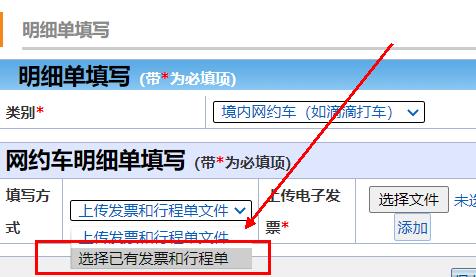 明细单填写
明细单填写 (带*为必填项)
类别* 境内网约车（如滴滴打车）
网约车明细单填写 (带*为必填项)
填写方式 上传发票和行程单文件 上传电子发票* 选择文件 未选
添加
上传发票和行程单文件
选择已有发票和行程单